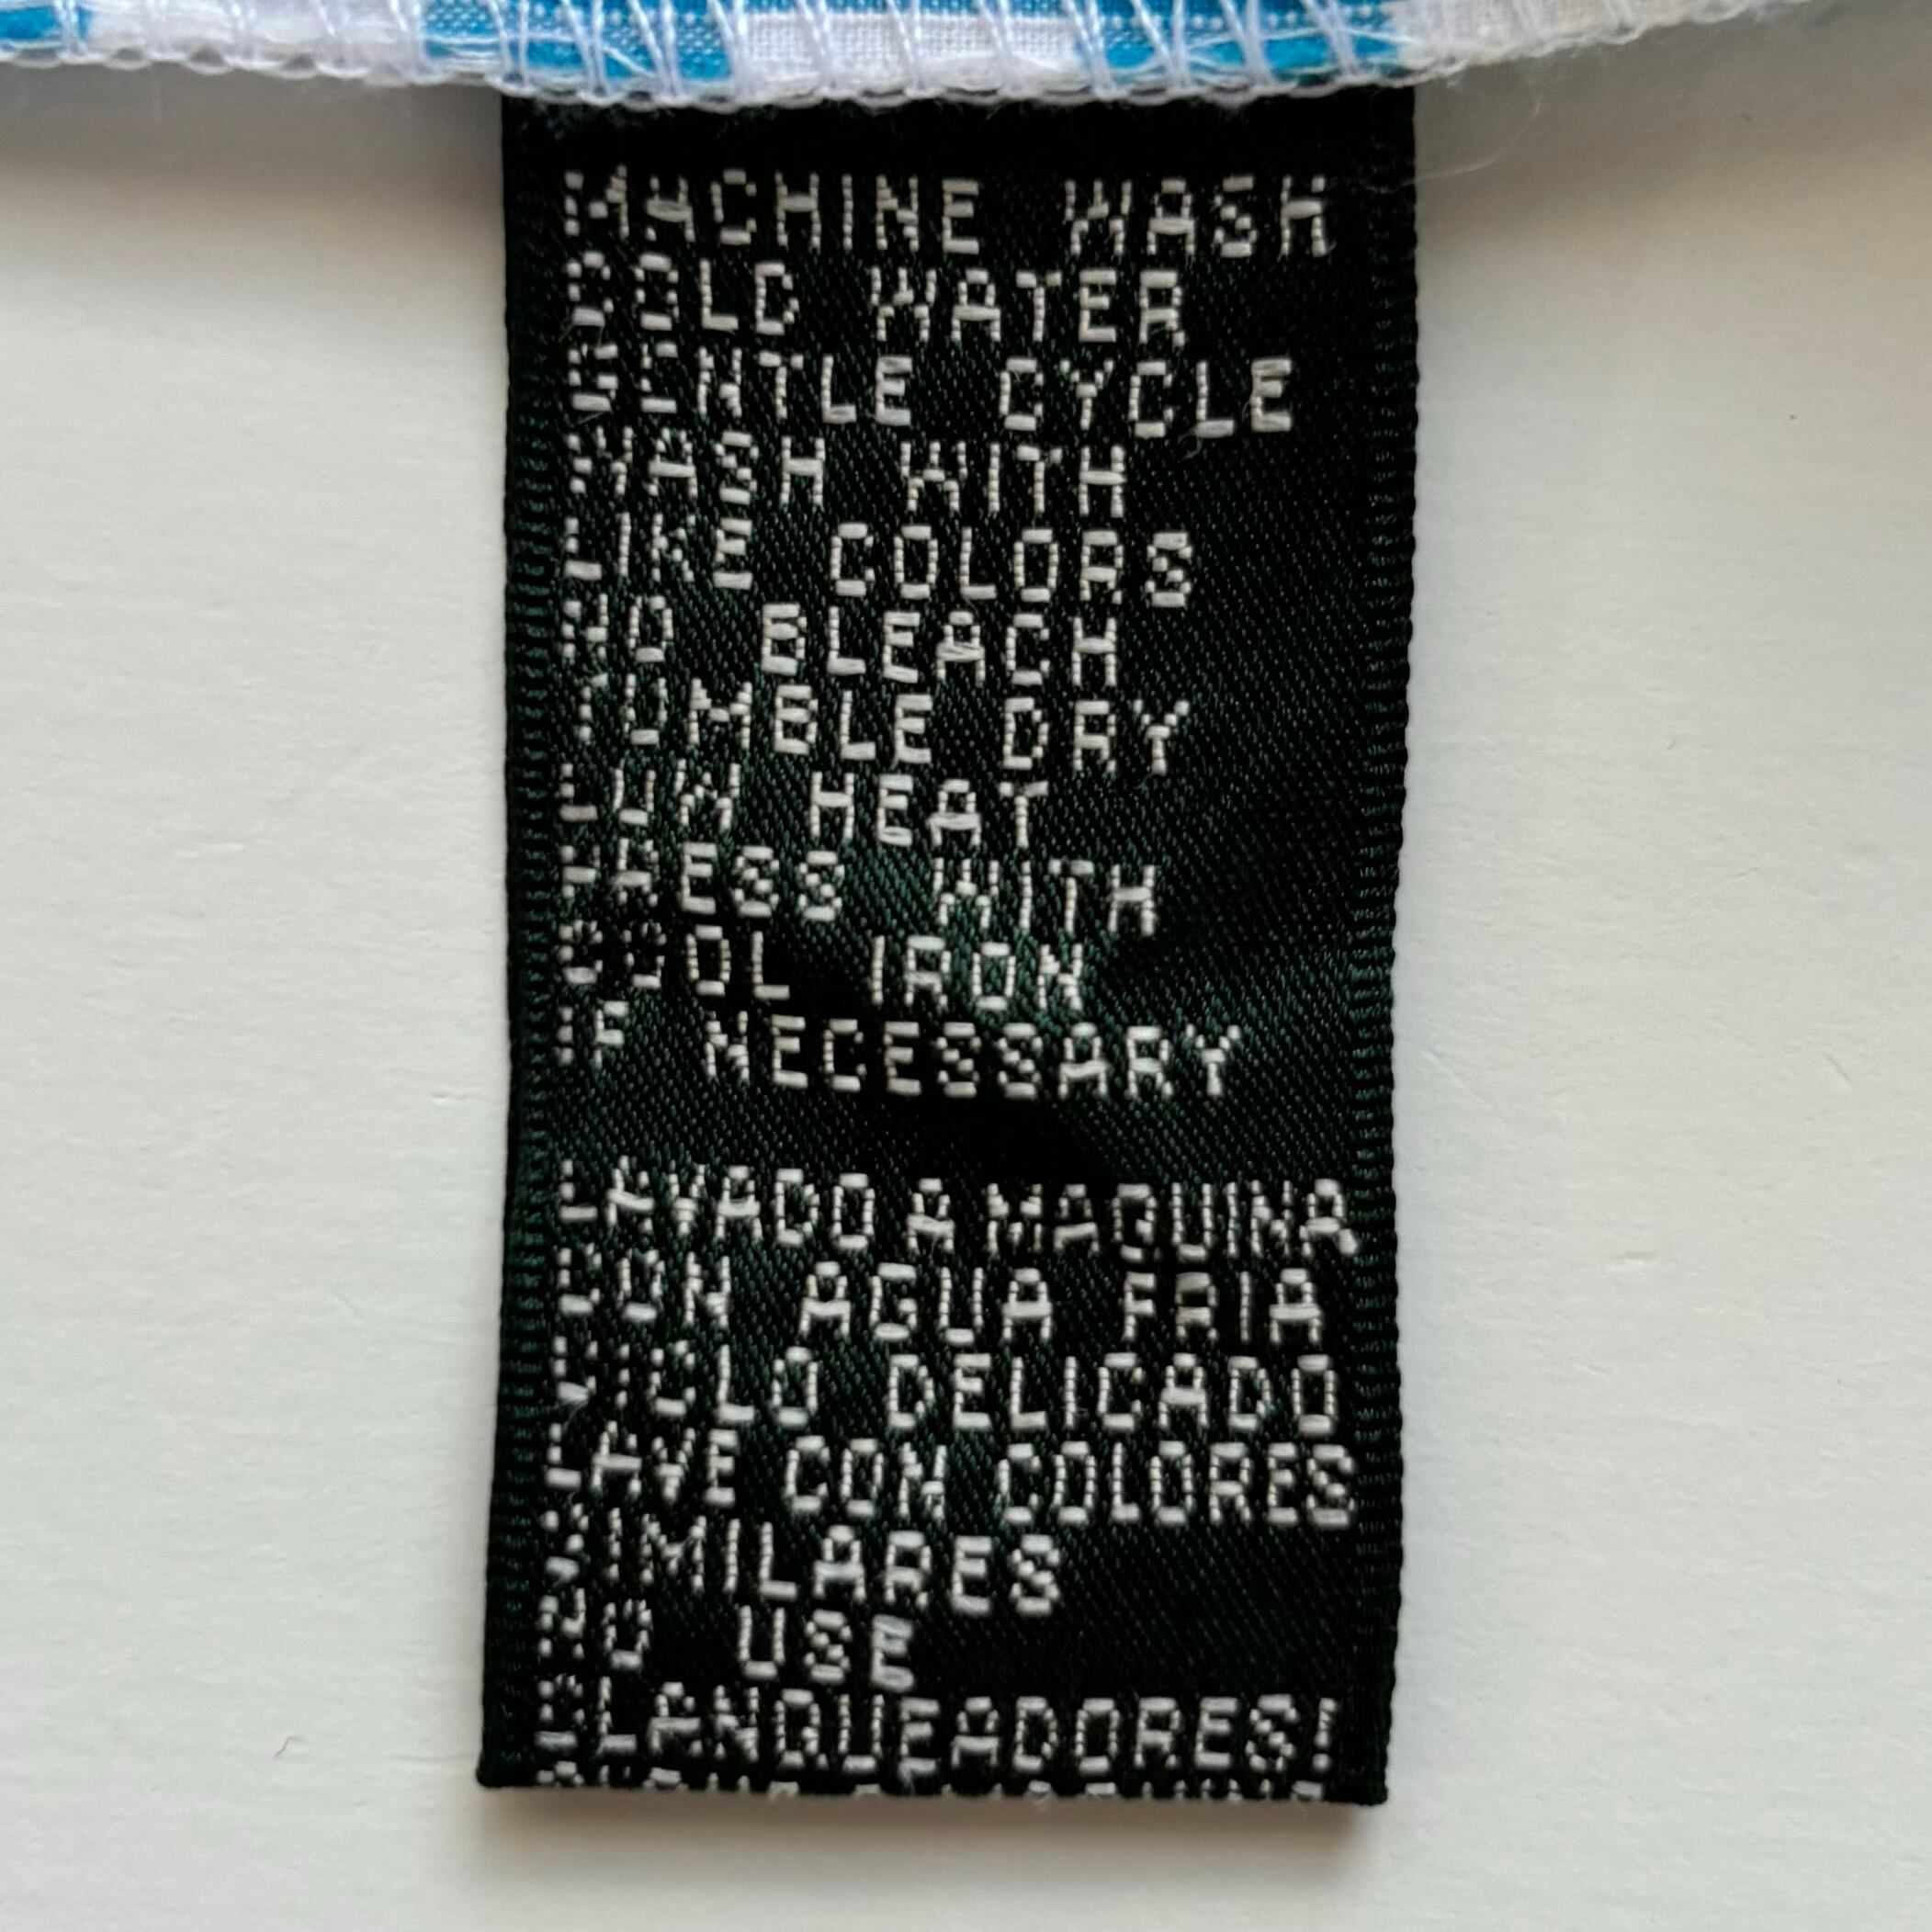 MACHINE WASH
COLD WATER
GENTLE CYCLE
WASH WITH
LIKE COLORS
NO BLEACH
TUMBLE DRY
LOW HEAT
PRESS WITH
COOL IRON
IF NECESSARY
LAVADO A MAQUINA
CON AGUA FRIA
CICLO DELICADO
LAVE CON COLORES
SIMILARES
NO USE
BLANQUEADORES!